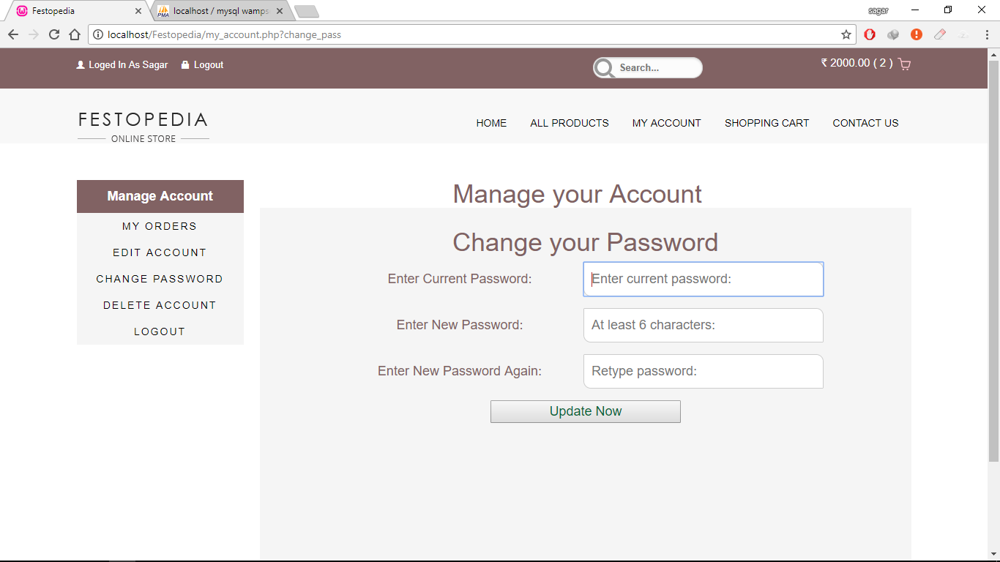 Festopedia
localhost / mysql wamps
sagar
localhost/Festopedia/my_account.php?change_pass
Loged In As Sagar Logout
Search...
₹ 2000.00 ( 2 )
FESTOPEDIA
ONLINE STORE
HOME ALL PRODUCTS MY ACCOUNT SHOPPING CART CONTACT US
Manage Account
MY ORDERS
EDIT ACCOUNT
CHANGE PASSWORD
DELETE ACCOUNT
LOGOUT
Manage your Account
Change your Password
Enter Current Password: Enter current password:
Enter New Password: At least 6 characters:
Enter New Password Again: Retype password:
Update Now